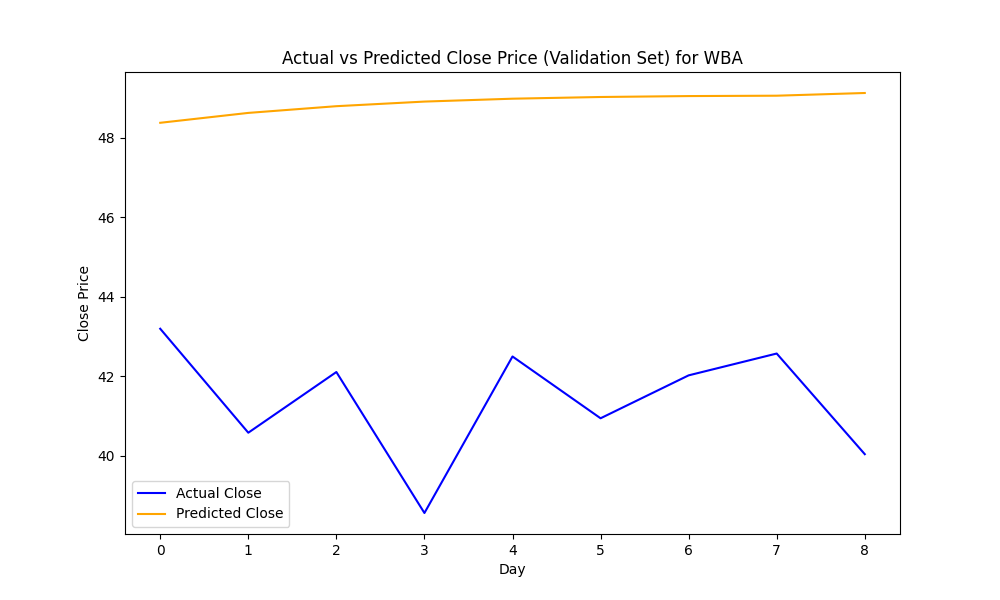 Actual vs Predicted Close Price (Validation Set) for WBA
Close Price
48
46
44
42
40
Actual Close
Predicted Close
0 1 2 3 4 5 6 7 8
Day